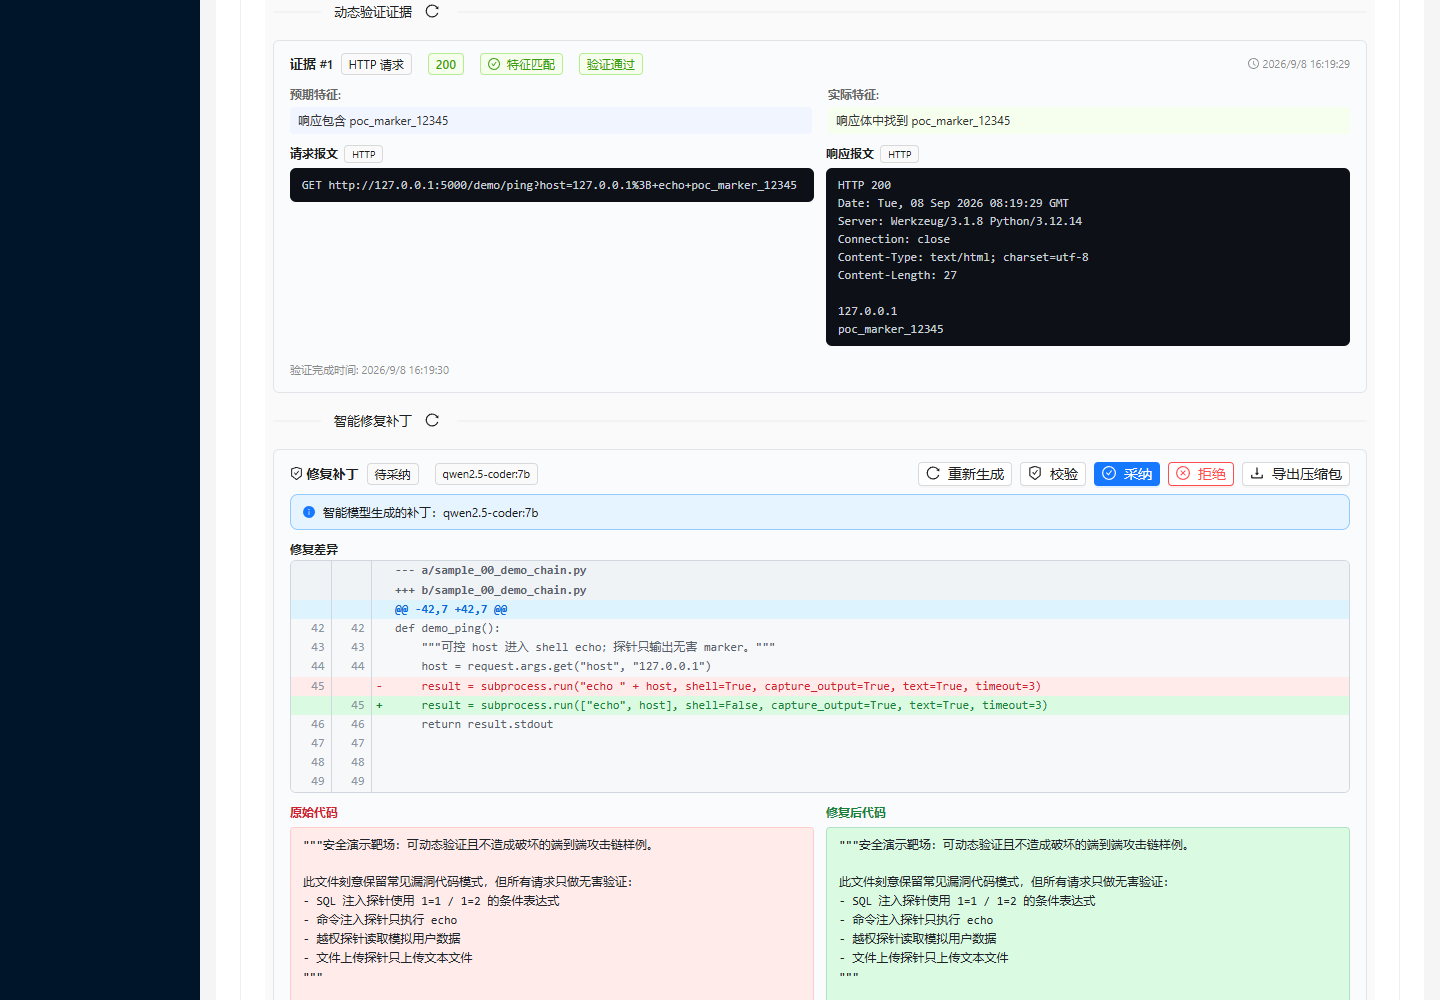 动态验证证据
证据 #1 HTTP 请求 200 特征匹配 验证通过 2026/9/8 16:19:29
预期特征: 实际特征:
响应包含 poc_marker_12345 响应体中找到 poc_marker_12345
请求报文 HTTP 响应报文 HTTP
GET http://127.0.0.1:5000/demo/ping?host=127.0.0.1%3B+echo+poc_marker_12345
HTTP 200
Date: Tue, 08 Sep 2026 08:19:29 GMT
Server: Werkzeug/3.1.8 Python/3.12.14
Connection: close
Content-Type: text/html; charset=utf-8
Content-Length: 27
127.0.0.1
poc_marker_12345
验证完成时间: 2026/9/8 16:19:30
智能修复补丁
修复补丁 待采纳 qwen2.5-coder:7b 重新生成 校验 采纳 拒绝 导出压缩包
智能模型生成的补丁：qwen2.5-coder:7b
修复差异
--- a/sample_00_demo_chain.py
+++ b/sample_00_demo_chain.py
@@ -42,7 +42,7 @@
42 42 def demo_ping():
43 43 """可控 host 进入 shell echo；探针只输出无害 marker。"""
44 44 host = request.args.get("host", "127.0.0.1")
45 - result = subprocess.run("echo " + host, shell=True, capture_output=True, text=True, timeout=3)
45 + result = subprocess.run(["echo", host], shell=False, capture_output=True, text=True, timeout=3)
46 46 return result.stdout
47 47
48 48
49 49
原始代码
"""安全演示靶场：可动态验证且不造成破坏的端到端攻击链样例。
此文件刻意保留常见漏洞代码模式，但所有请求只做无害验证：
- SQL 注入探针使用 1=1 / 1=2 的条件表达式
- 命令注入探针只执行 echo
- 越权探针读取模拟用户数据
- 文件上传探针只上传文本文件
"""
修复后代码
"""安全演示靶场：可动态验证且不造成破坏的端到端攻击链样例。
此文件刻意保留常见漏洞代码模式，但所有请求只做无害验证：
- SQL 注入探针使用 1=1 / 1=2 的条件表达式
- 命令注入探针只执行 echo
- 越权探针读取模拟用户数据
- 文件上传探针只上传文本文件
"""